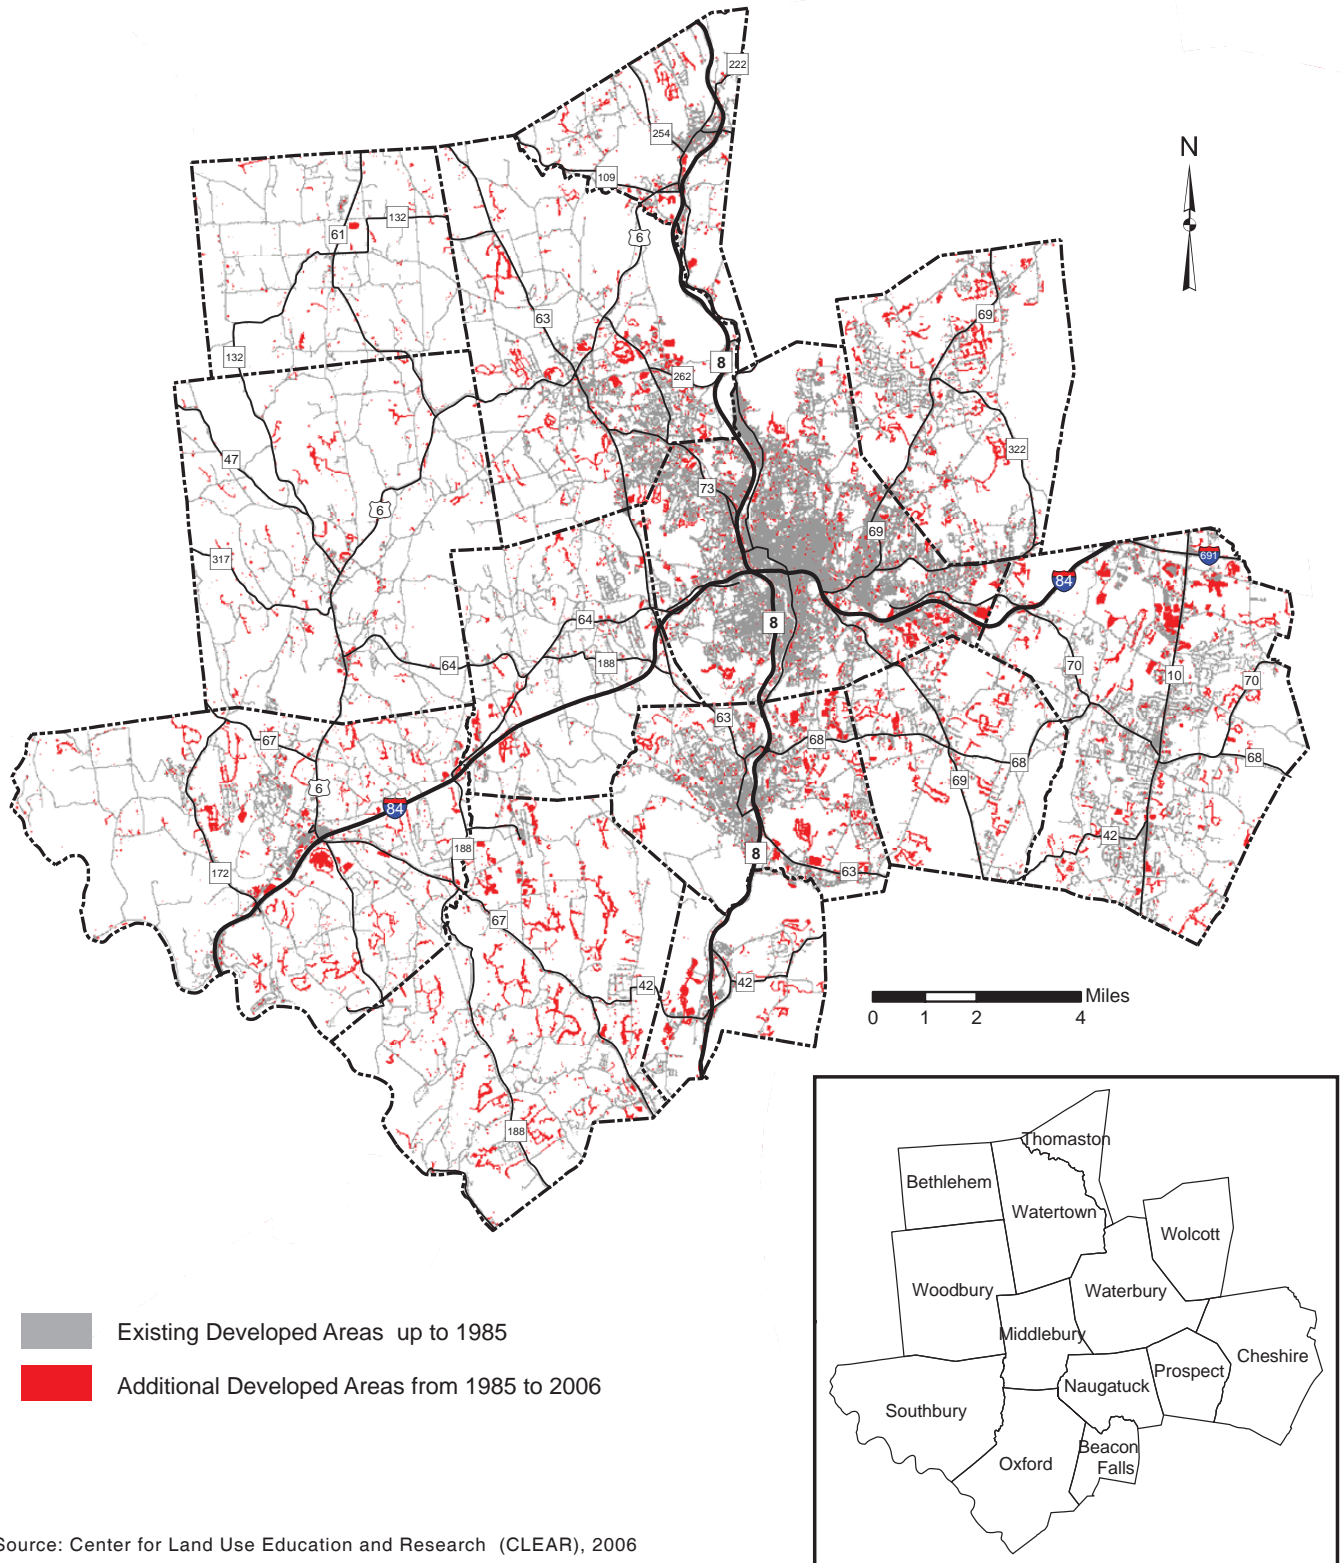 222
254
109
N
132
61
6
69
63
132
8
262
322
47
73
6
69
317
691
84
64
8
188
64
70
10
70
63
67
68
68
68
69
6
84
42
188
8
63
172
67
42
42
Miles
0 1 2 4
188
Thomaston
Bethlehem
Watertown
Wolcott
Woodbury
Waterbury
Middlebury
Cheshire
Prospect
Naugatuck
Southbury
Beacon
Falls
Oxford
Existing Developed Areas up to 1985
Additional Developed Areas from 1985 to 2006
Source: Center for Land Use Education and Research (CLEAR), 2006